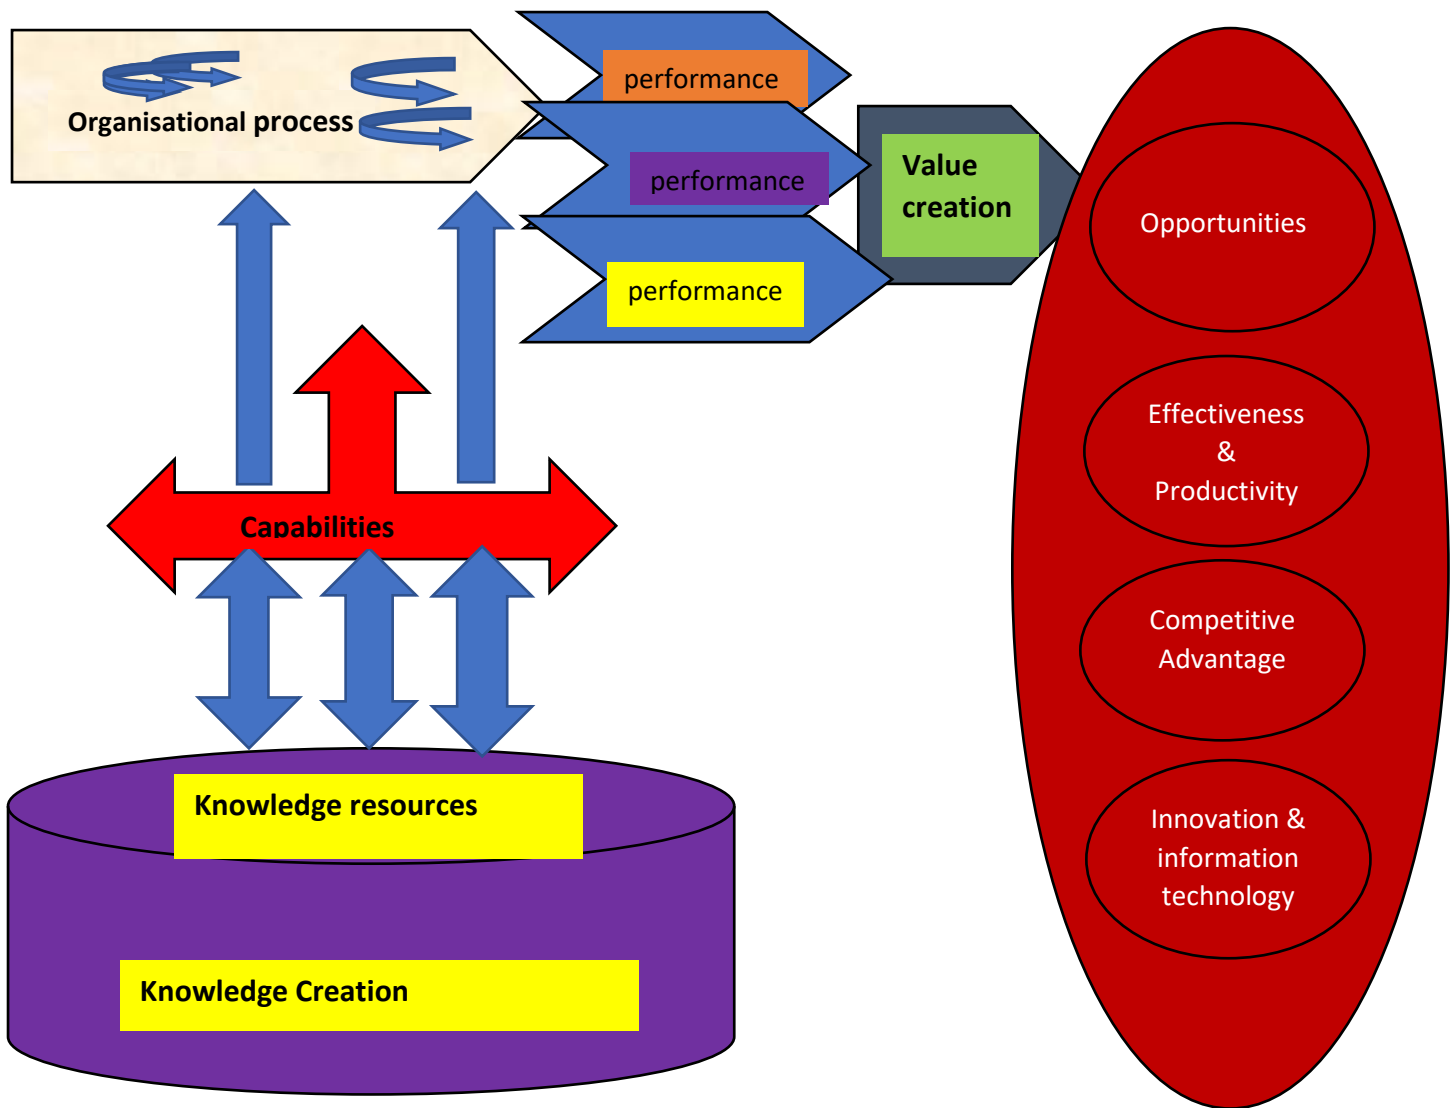 Organisational process
performance
performance
performance
Value
creation
Opportunities
Effectiveness
&
Productivity
Competitive
Advantage
Innovation &
information
technology
Capabilities
Knowledge resources
Knowledge Creation